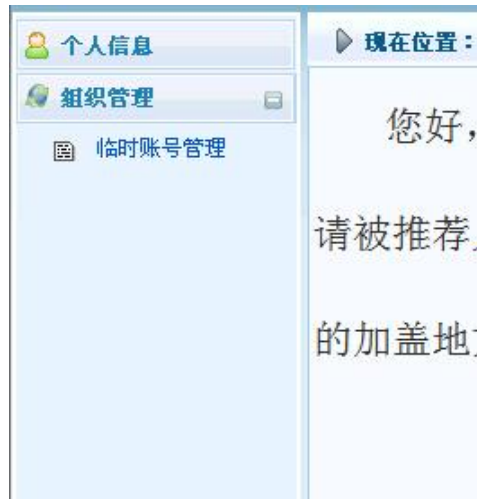 个人信息
组织管理
临时账号管理
现在位置：
您好，
请被推荐
的加盖地